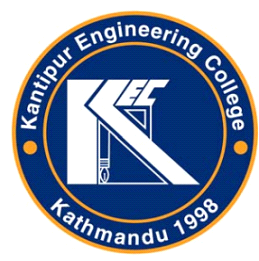 Kantipur Engineering College
KEC
Kathmandu 1998